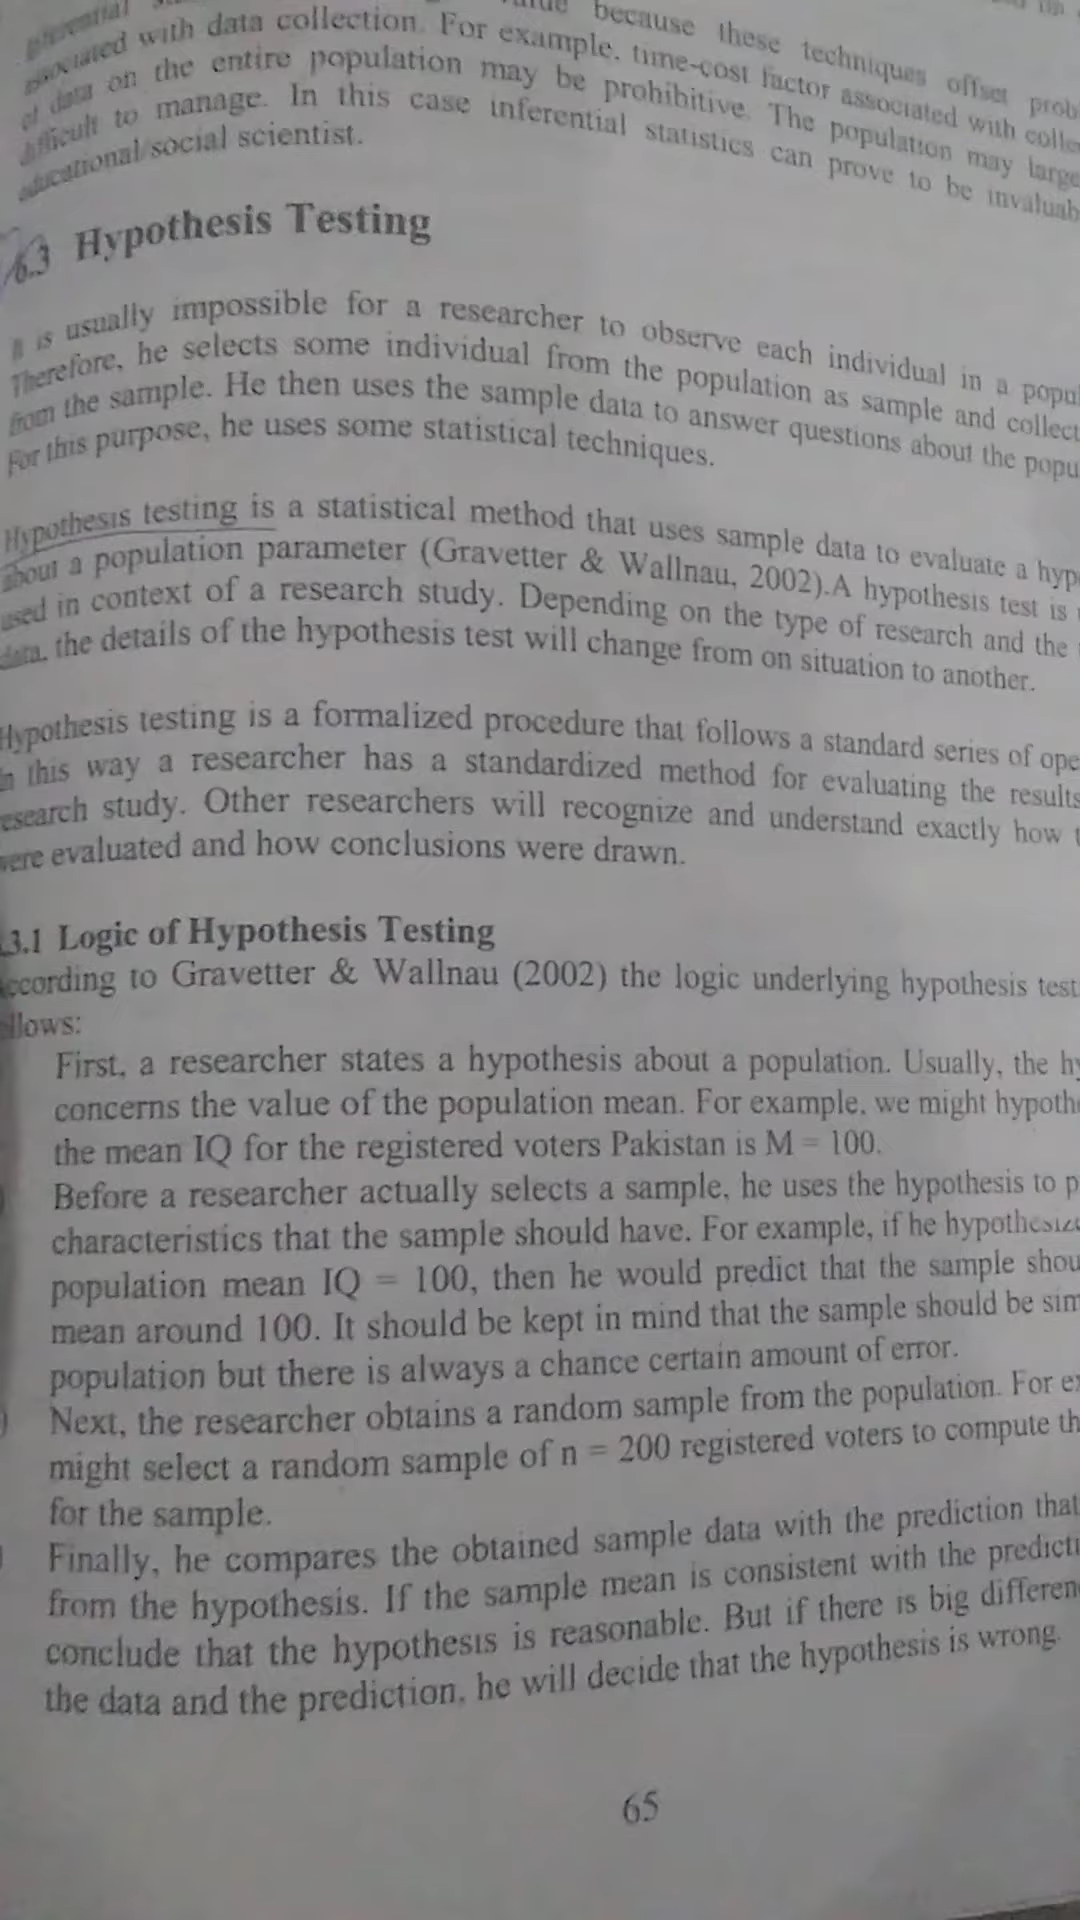 because these techniques offset
associated with data collection. For example, time-cost factor associated with
of data on the entire population may be prohibitive. The population may large
difficult to manage. In this case inferential statistics can prove to be
educational/social scientist.
6.3 Hypothesis Testing
It is usually impossible for a researcher to observe each individual in a
Therefore, he selects some individual from the population as sample and collect
from the sample. He then uses the sample data to answer questions about the
For this purpose, he uses some statistical techniques.
Hypothesis testing is a statistical method that uses sample data to evaluate a
about a population parameter (Gravetter & Wallnau, 2002).A hypothesis test is
used in context of a research study. Depending on the type of research and the
data, the details of the hypothesis test will change from on situation to another.
Hypothesis testing is a formalized procedure that follows a standard series of
In this way a researcher has a standardized method for evaluating the results
research study. Other researchers will recognize and understand exactly how
were evaluated and how conclusions were drawn.
.3.1 Logic of Hypothesis Testing
According to Gravetter & Wallnau (2002) the logic underlying hypothesis test
llows:
First, a researcher states a hypothesis about a population. Usually, the
concerns the value of the population mean. For example, we might
the mean IQ for the registered voters Pakistan is M = 100.
Before a researcher actually selects a sample, he uses the hypothesis to
characteristics that the sample should have. For example, if he
population mean IQ = 100, then he would predict that the sample
mean around 100. It should be kept in mind that the sample should be
population but there is always a chance certain amount of error.
Next, the researcher obtains a random sample from the population. For
might select a random sample of n = 200 registered voters to compute
for the sample.
Finally, he compares the obtained sample data with the prediction that
from the hypothesis. If the sample mean is consistent with the
conclude that the hypothesis is reasonable. But if there is big
the data and the prediction, he will decide that the hypothesis is wrong.
65